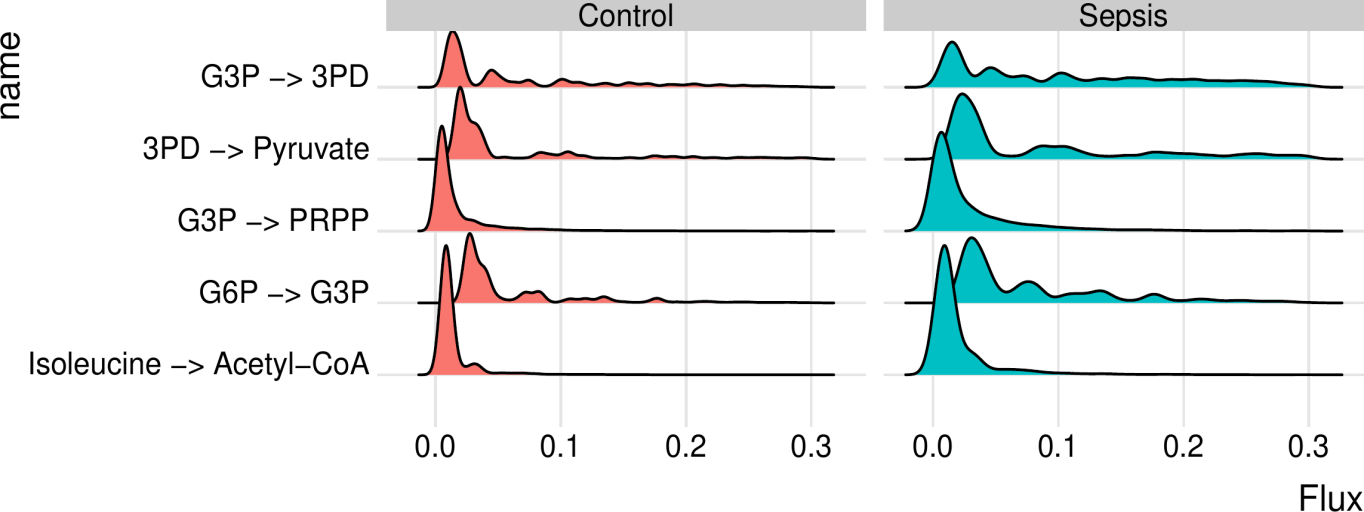 Control
Sepsis
name
G3P −> 3PD
3PD −> Pyruvate
G3P −> PRPP
G6P −> G3P
Isoleucine −> Acetyl−CoA
0.0 0.1 0.2 0.3
0.0 0.1 0.2 0.3
Flux